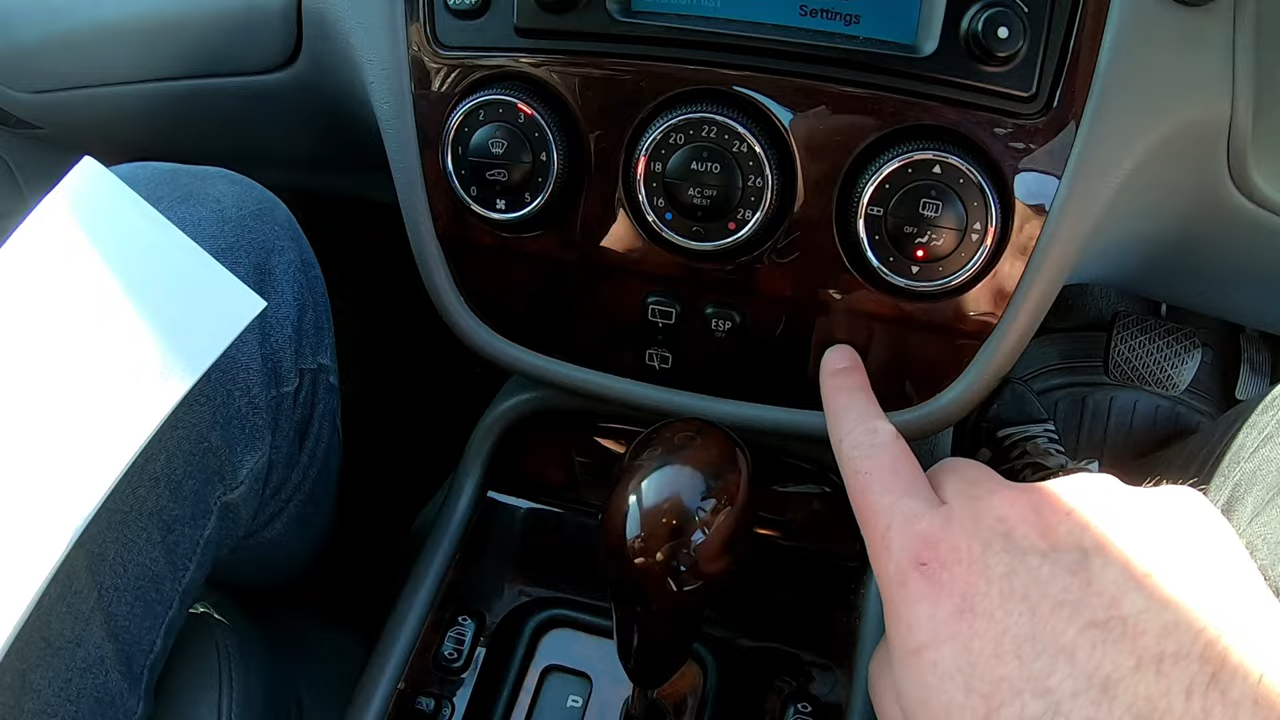 Settings
2 3
4
0 5
20 22 24
18 26
16 28
AUTO
AC OFF
REST
OFF
ESP
OFF
P